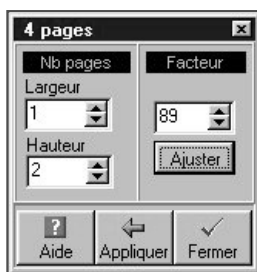 4 pages
Nb pages
Facteur
Largeur
1
89
Hauteur
2
Ajuster
?
Aide
Appliquer
Fermer